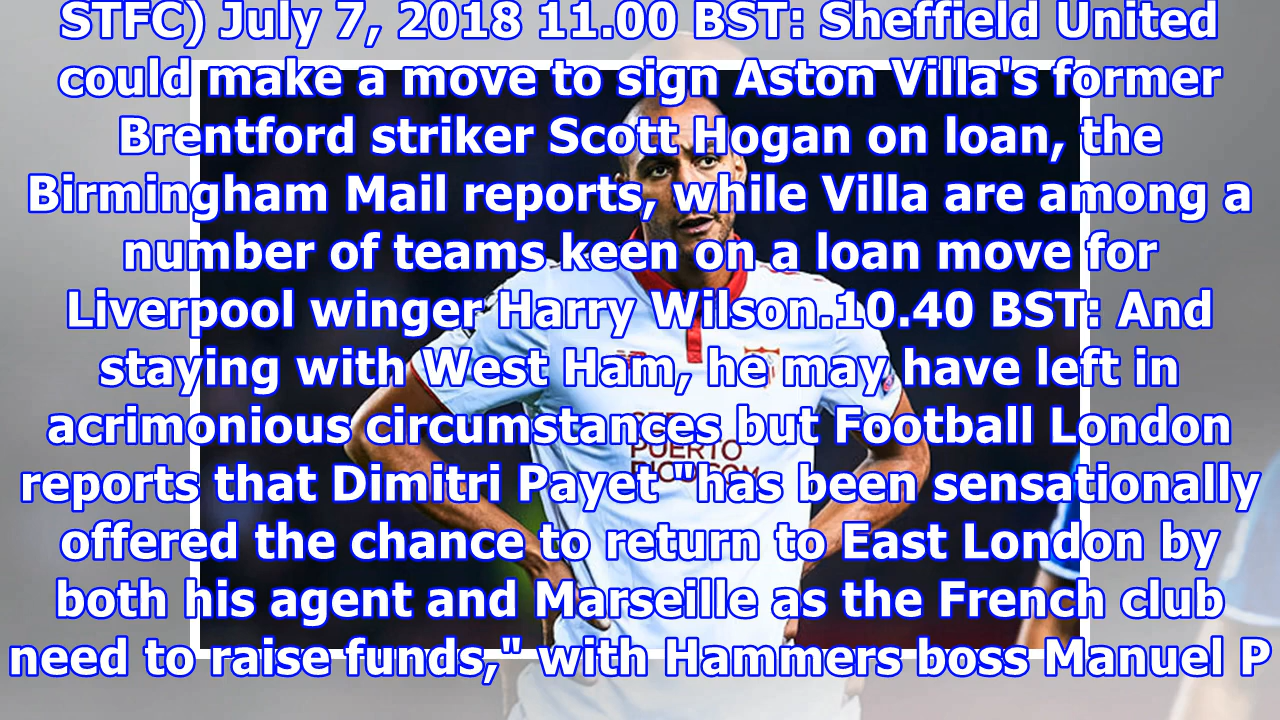 STFC) July 7, 2018 11.00 BST: Sheffield United
could make a move to sign Aston Villa's former
Brentford striker Scott Hogan on loan, the
Birmingham Mail reports, while Villa are among a
number of teams keen on a loan move for
Liverpool winger Harry Wilson.10.40 BST: And
staying with West Ham, he may have left in
acrimonious circumstances but Football London
reports that Dimitri Payet "has been sensationally
offered the chance to return to East London by
both his agent and Marseille as the French club
need to raise funds," with Hammers boss Manuel P
PUERTO